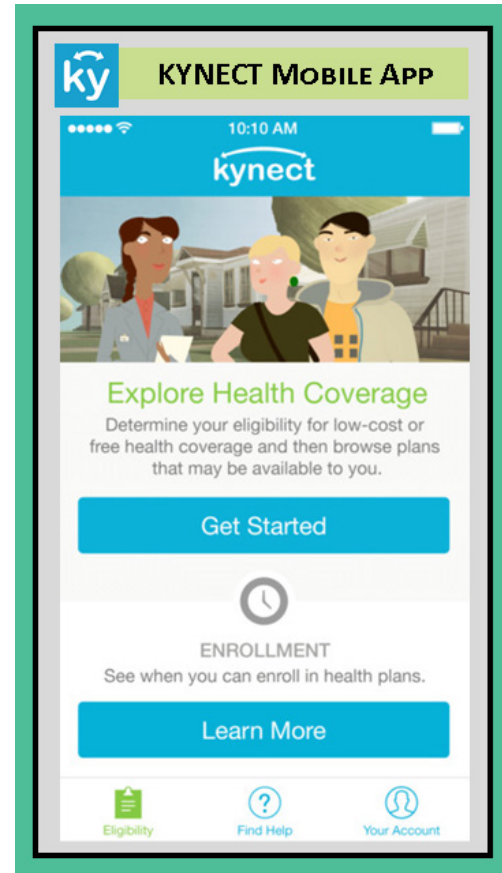 ky KYNECT MOBILE APP
10:10 AM
kynect
Explore Health Coverage
Determine your eligibility for low-cost or
free health coverage and then browse plans
that may be available to you.
Get Started
ENROLLMENT
See when you can enroll in health plans.
Learn More
?
Eligibility Find Help Your Account